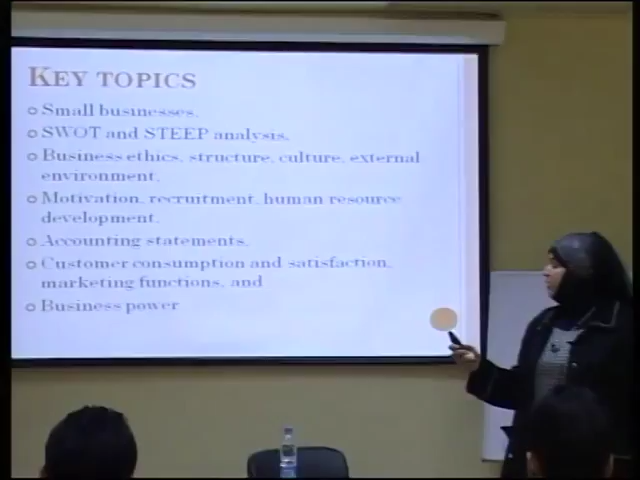 KEY TOPICS
Small businesses.
SWOT and STEEP analysis.
Business ethics, structure, culture, external
environment.
Motivation, recruitment, human resource
development.
Accounting statements.
Customer consumption and satisfaction,
marketing functions, and
Business power